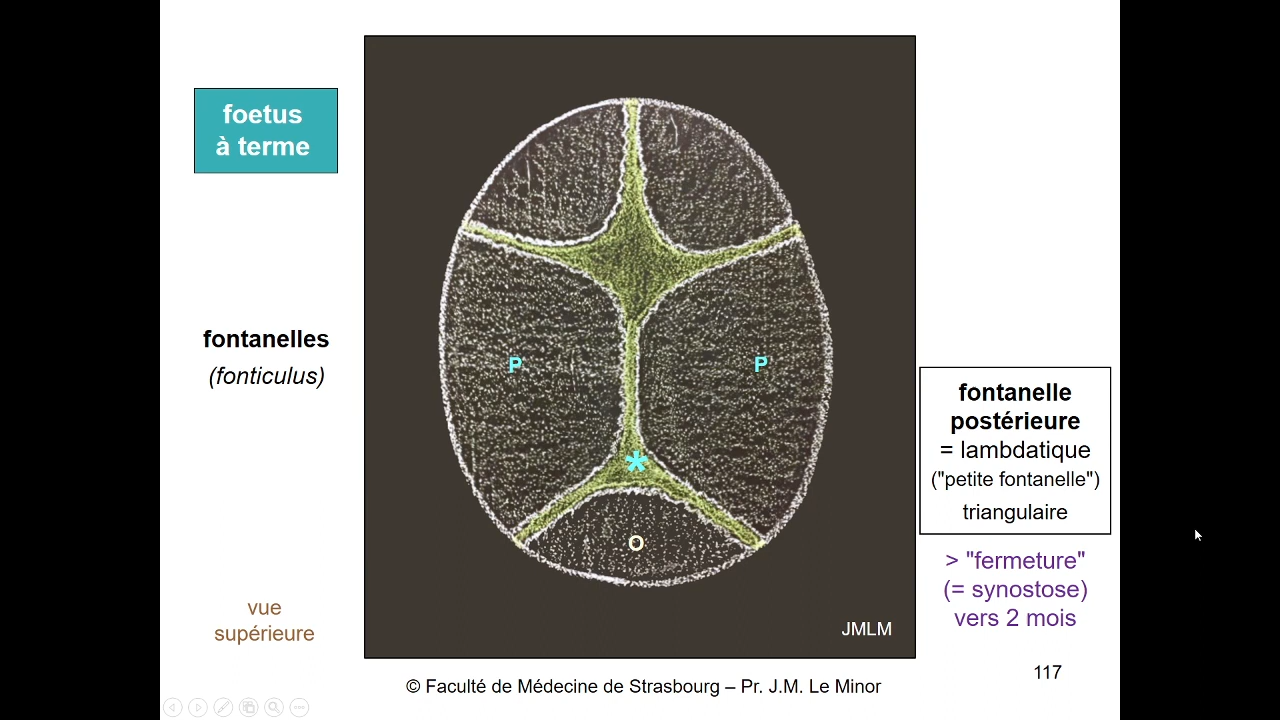 foetus
à terme
fontanelles
(fonticulus)
vue
supérieure
P
P
*
O
JMLM
fontanelle
postérieure
= lambdatique
("petite fontanelle")
triangulaire
> "fermeture"
(= synostose)
vers 2 mois
117
© Faculté de Médecine de Strasbourg – Pr. J.M. Le Minor